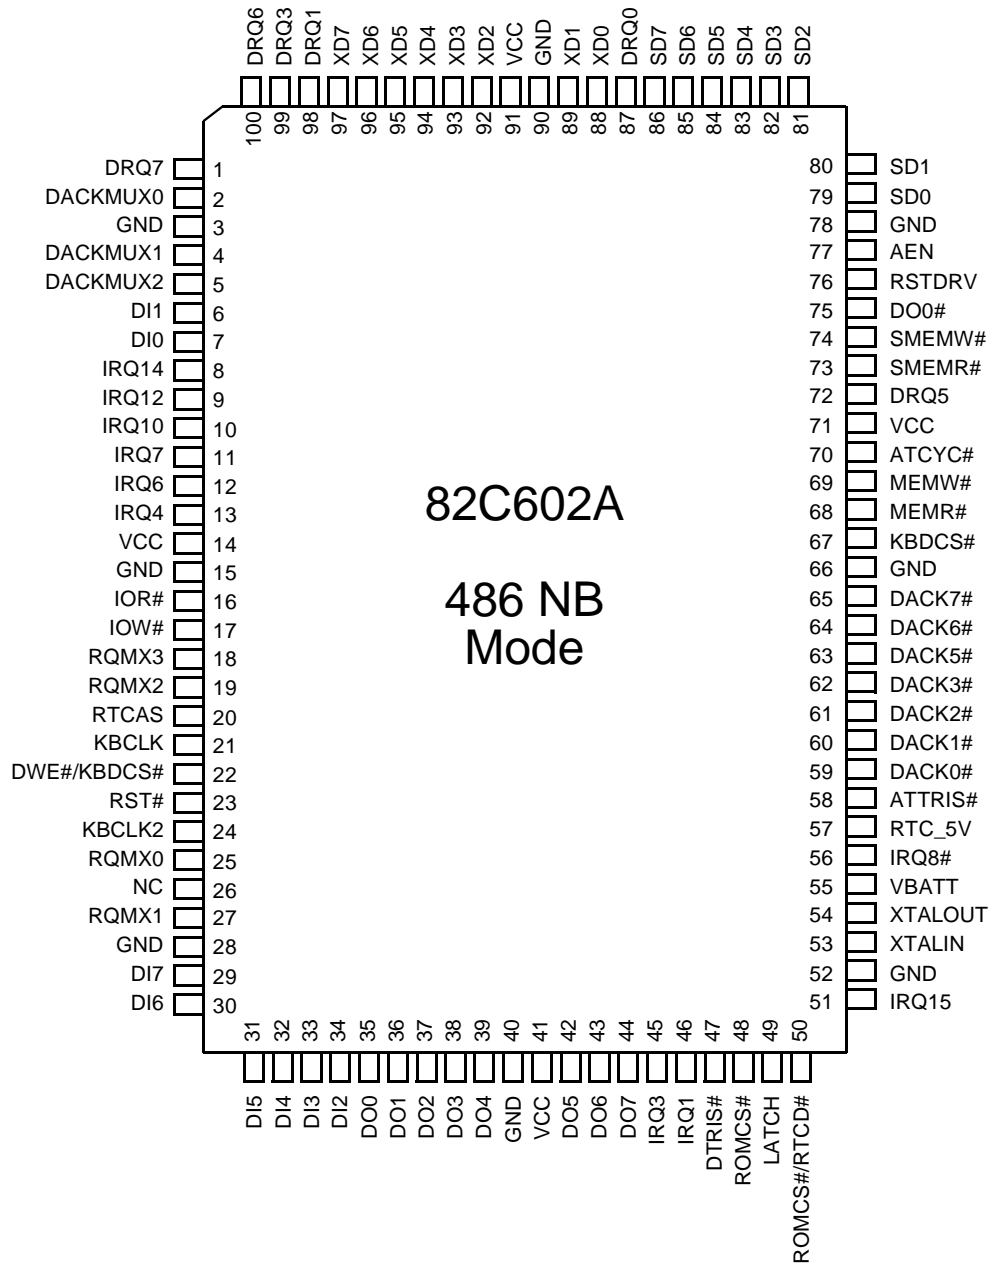 DRQ6 DRQ3 DRQ1 XD7 XD6 XD5 XD4 XD3 XD2 VCC GND XD1 XD0 DRQ0 SD7 SD6 SD5 SD4 SD3 SD2
100 99 98 97 96 95 94 93 92 91 90 89 88 87 86 85 84 83 82 81
DRQ7 1 80 SD1
DACKMUX0 2 79 SD0
GND 3 78 GND
DACKMUX1 4 77 AEN
DACKMUX2 5 76 RSTDRV
DI1 6 75 DO0#
DI0 7 74 SMEMW#
IRQ14 8 73 SMEMR#
IRQ12 9 72 DRQ5
IRQ10 10 71 VCC
IRQ7 11 70 ATCYC#
IRQ6 12 69 MEMW#
IRQ4 13 68 MEMR#
VCC 14 67 KBDCS#
GND 15 66 GND
IOR# 16 65 DACK7#
IOW# 17 64 DACK6#
RQMX3 18 63 DACK5#
RQMX2 19 62 DACK3#
RTCAS 20 61 DACK2#
KBCLK 21 60 DACK1#
DWE#/KBDCS# 22 59 DACK0#
RST# 23 58 ATTRIS#
KBCLK2 24 57 RTC_5V
RQMX0 25 56 IRQ8#
NC 26 55 VBATT
RQMX1 27 54 XTALOUT
GND 28 53 XTALIN
DI7 29 52 GND
DI6 30 51 IRQ15
82C602A
486 NB
Mode
31 32 33 34 35 36 37 38 39 40 41 42 43 44 45 46 47 48 49 50
DI5 DI4 DI3 DI2 DO0 DO1 DO2 DO3 DO4 GND VCC DO5 DO6 DO7 IRQ3 IRQ1 DTRIS# ROMCS# LATCH ROMCS#/RTCD#